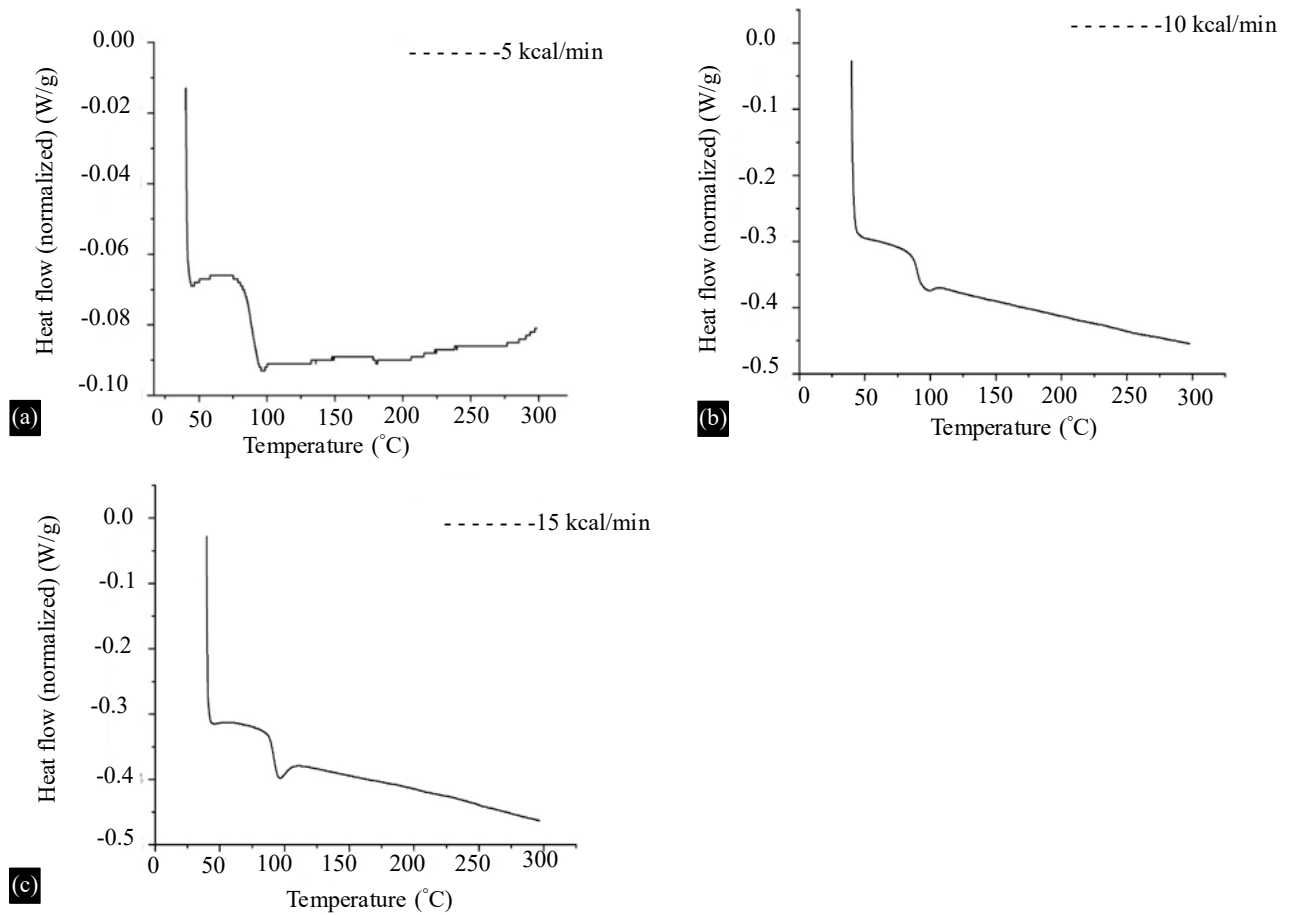 - - - - - - -5 kcal/min
Heat flow (normalized) (W/g)
0.00
-0.02
-0.04
-0.06
-0.08
-0.10
0 50 100 150 200 250 300
Temperature (°C)
(a)
- - - - - - -10 kcal/min
Heat flow (normalized) (W/g)
0.0
-0.1
-0.2
-0.3
-0.4
-0.5
0 50 100 150 200 250 300
Temperature (°C)
(b)
- - - - - - -15 kcal/min
Heat flow (normalized) (W/g)
0.0
-0.1
-0.2
-0.3
-0.4
-0.5
0 50 100 150 200 250 300
Temperature (°C)
(c)